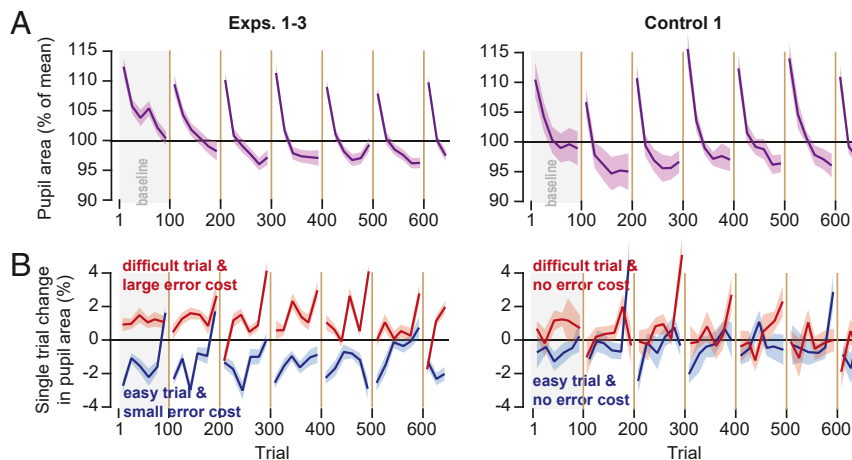 A
Exps. 1-3
Control 1
Pupil area (% of mean)
115
110
105
100
95
90
baseline
1 100 200 300 400 500 600
115
110
105
100
95
90
baseline
1 100 200 300 400 500 600
B
Single trial change
in pupil area (%)
4
2
0
-2
-4
difficult trial &
large error cost
easy trial &
small error cost
1 100 200 300 400 500 600
Trial
4
2
0
-2
-4
difficult trial &
no error cost
easy trial &
no error cost
1 100 200 300 400 500 600
Trial